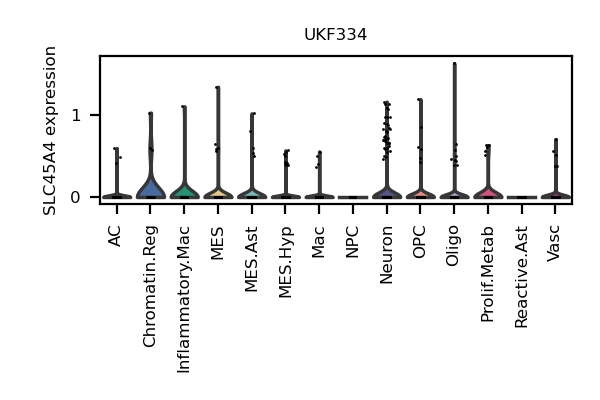 UKF334
SLC45A4 expression
1
0
AC
Chromatin.Reg
Inflammatory.Mac
MES
MES.Ast
MES.Hyp
Mac
NPC
Neuron
OPC
Oligo
Prolif.Metab
Reactive.Ast
Vasc